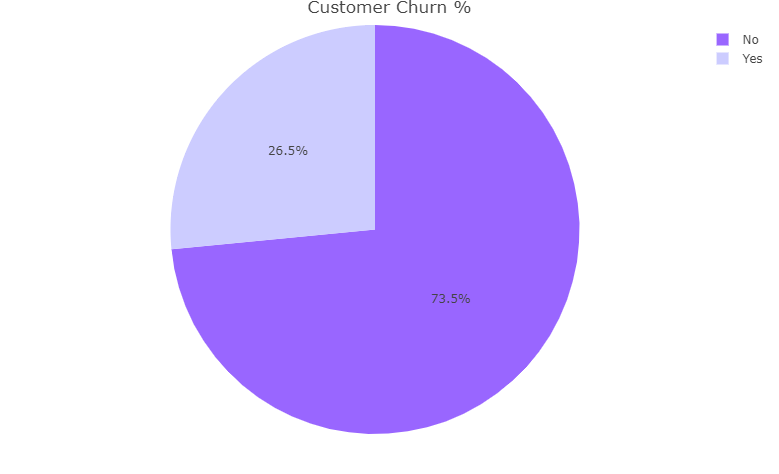 Customer Churn %
No
Yes
26.5%
73.5%